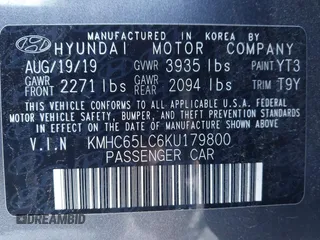 MANUFACTURED IN KOREA BY
HYUNDAI MOTOR COMPANY
AUG/19/19 GVWR 3935 lbs PAINT YT3
GAWR FRONT 2271 lbs GAWR REAR 2094 lbs TRIM T9Y
THIS VEHICLE CONFORMS TO ALL APPLICABLE U.S.
FEDERAL MOTOR VEHICLE SAFETY, BUMPER, AND THEFT
PREVENTION STANDARDS IN EFFECT ON THE DATE OF
MANUFACTURE SHOWN ABOVE.
V.I.N KMHC65LC6KU179800
PASSENGER CAR
DREAMBID